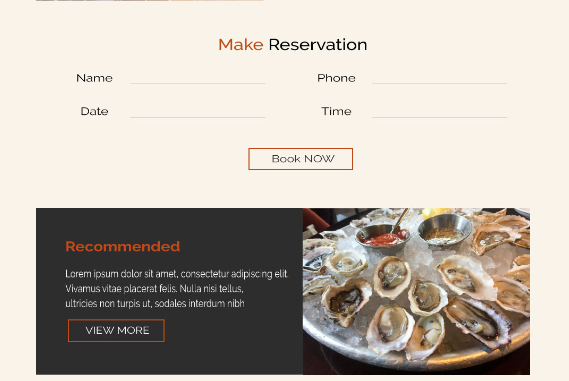 Make Reservation
Name
Phone
Date
Time
Book NOW
Recommended
Lorem ipsum dolor sit amet, consectetur adipiscing elit.
Vivamus vitae placerat felis. Nulla nisi tellus,
ultricies non turpis ut, sodales interdum nibh
VIEW MORE